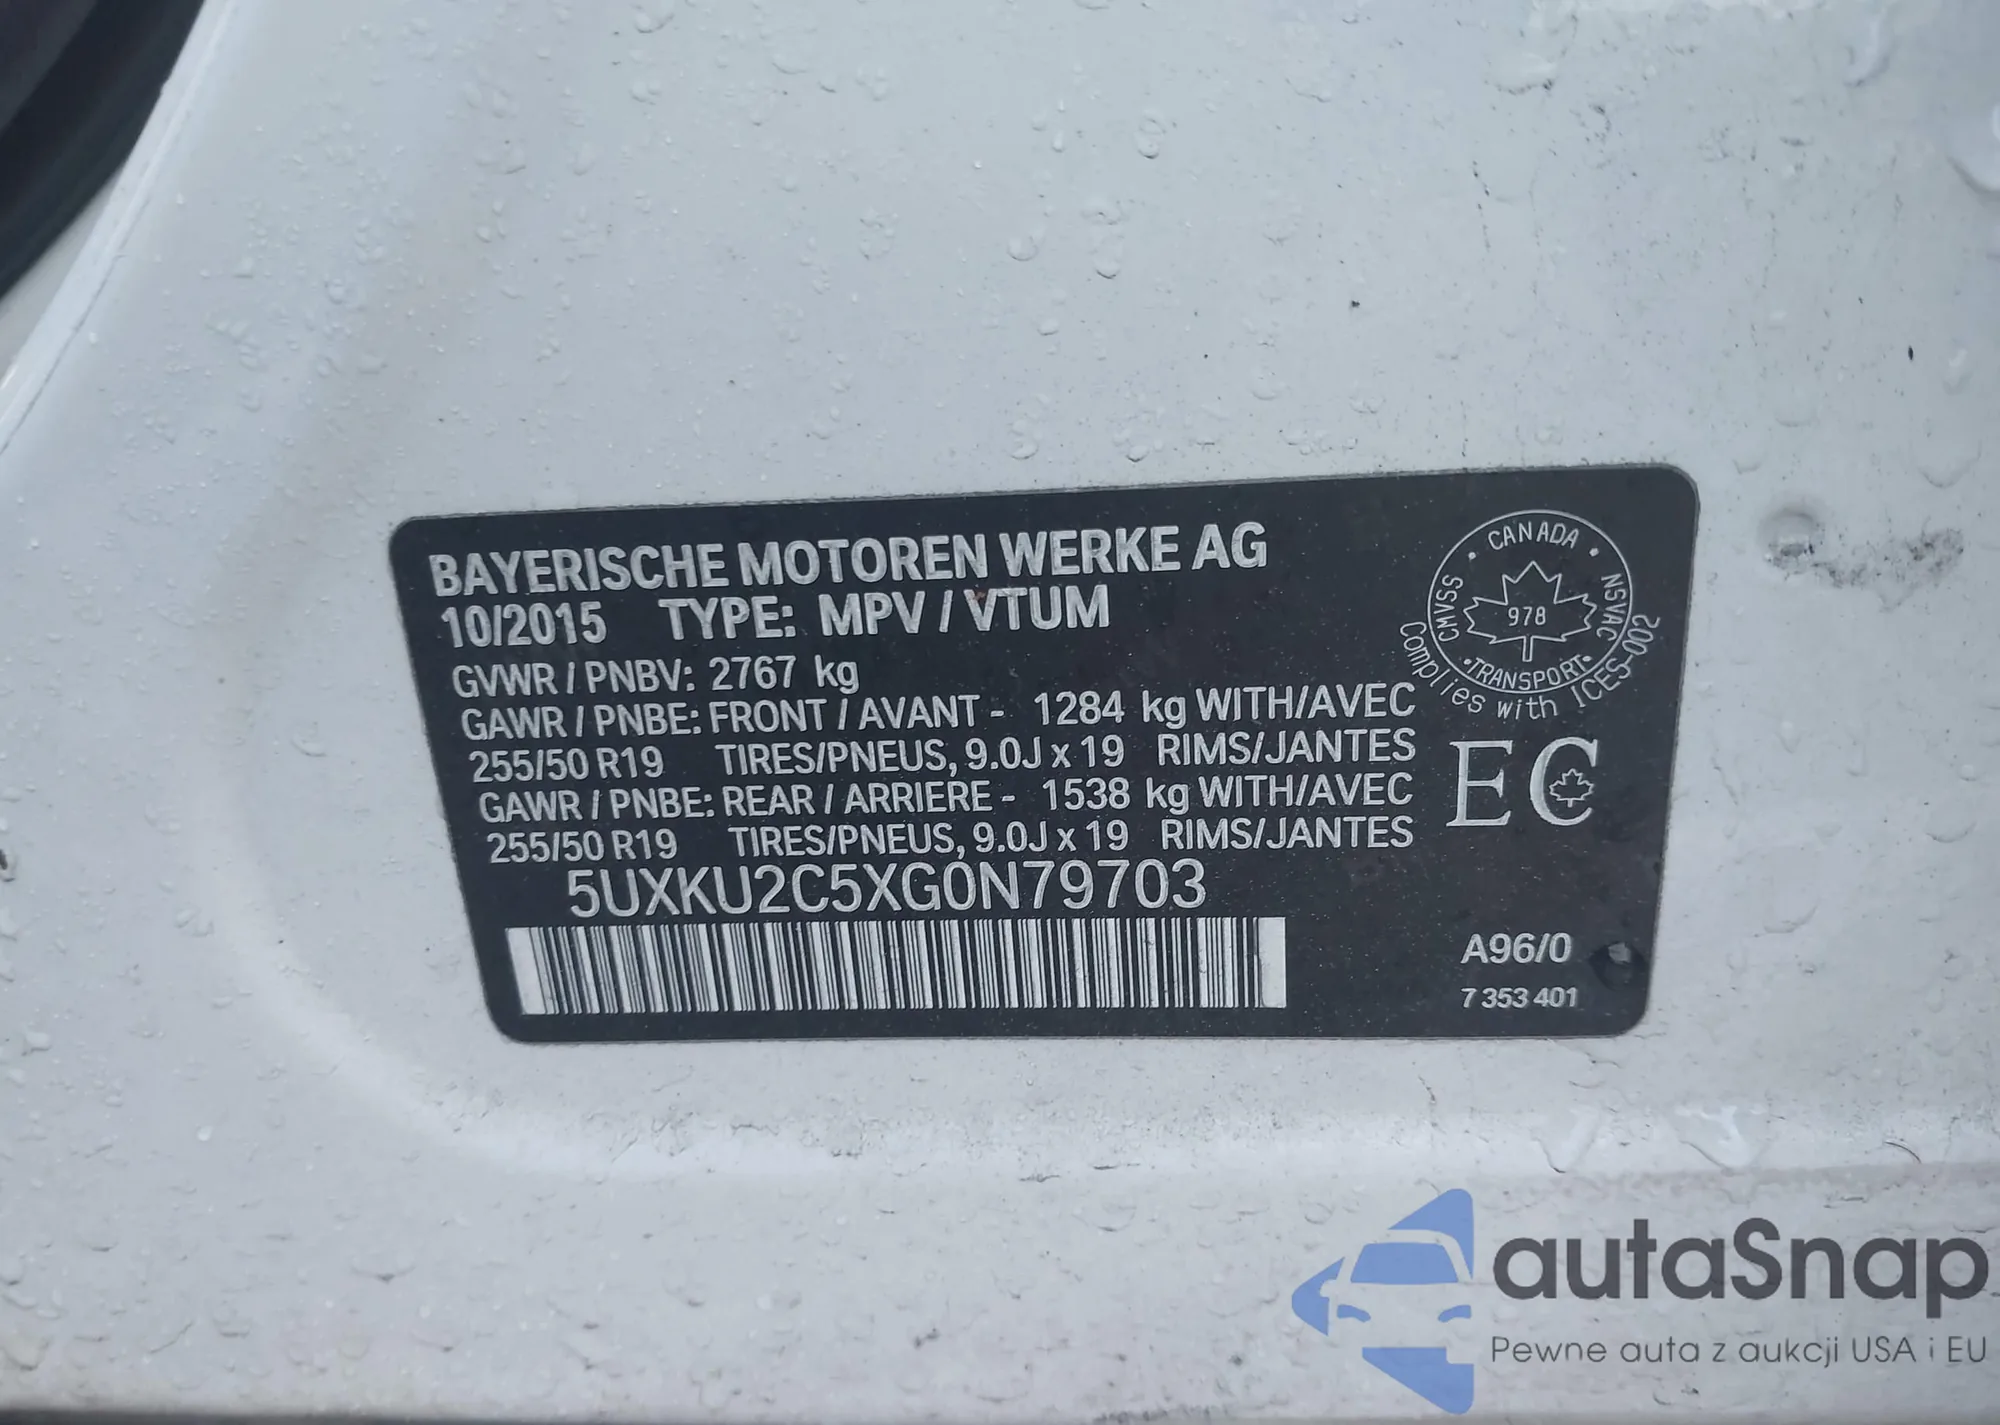 BAYERISCHE MOTOREN WERKE AG
10/2015 TYPE: MPV / VTUM
GVWR / PNBV: 2767 kg
GAWR / PNBE: FRONT / AVANT - 1284 kg WITH/AVEC
255/50 R19 TIRES/PNEUS, 9.0J x 19 RIMS/JANTES
GAWR / PNBE: REAR / ARRIERE - 1538 kg WITH/AVEC
255/50 R19 TIRES/PNEUS, 9.0J x 19 RIMS/JANTES
5UXKU2C5XG0N79703
CANADA
CMVSS
978
NSVAC
TRANSPORT
Complies with ICES-002
EC
A96/0
7 353 401
autaSnap
Pewne auta z aukcji USA i EU